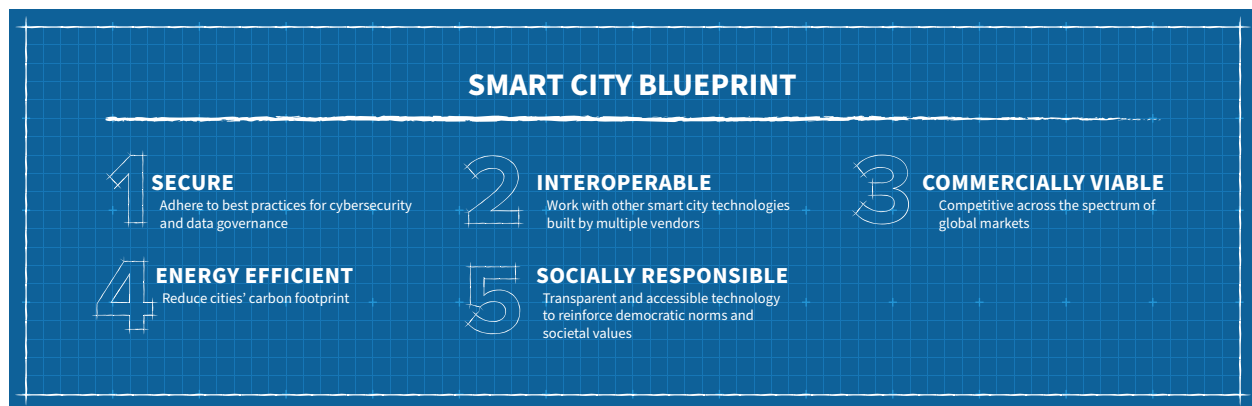 SMART CITY BLUEPRINT
1 SECURE
Adhere to best practices for cybersecurity
and data governance
2 INTEROPERABLE
Work with other smart city technologies
built by multiple vendors
3 COMMERCIALLY VIABLE
Competitive across the spectrum of
global markets
4 ENERGY EFFICIENT
Reduce cities’ carbon footprint
5 SOCIALLY RESPONSIBLE
Transparent and accessible technology
to reinforce democratic norms and
societal values